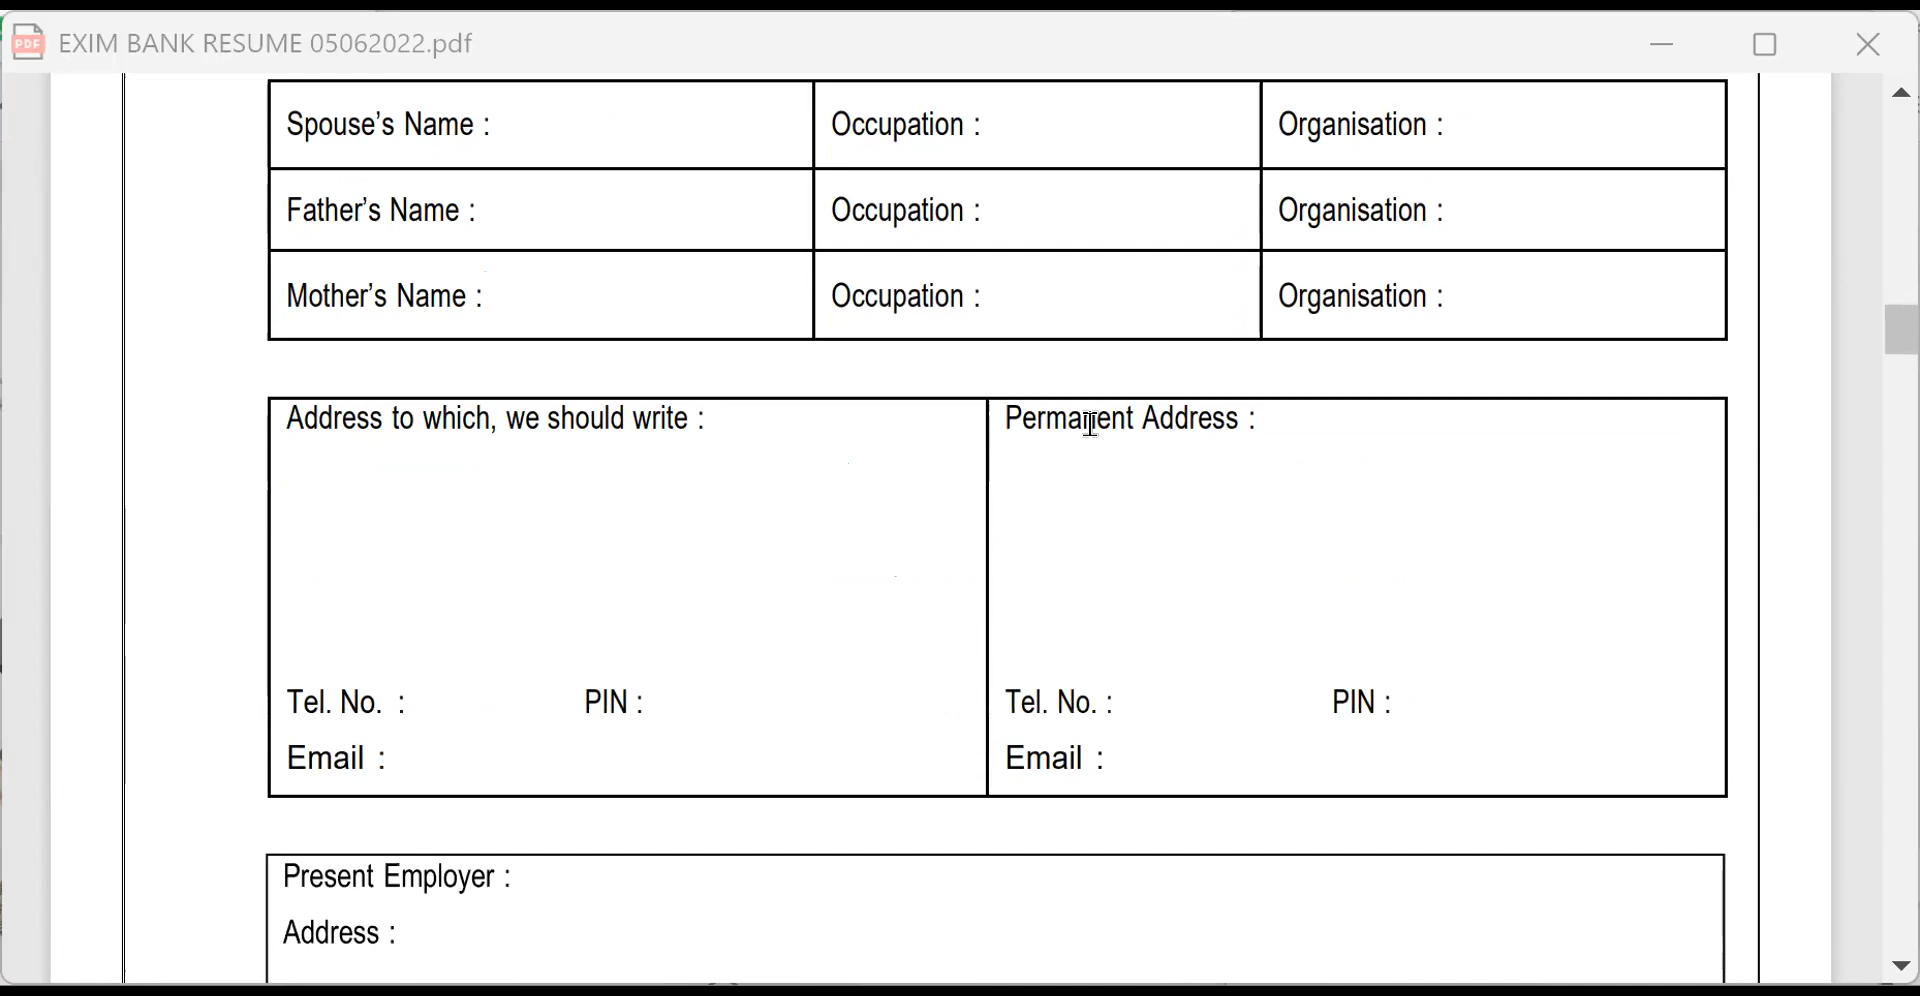 EXIM BANK RESUME 05062022.pdf
Spouse’s Name : Occupation : Organisation :
Father’s Name : Occupation : Organisation :
Mother’s Name : Occupation : Organisation :
Address to which, we should write : Permanent Address :
Tel. No. : PIN : Tel. No. : PIN :
Email : Email :
Present Employer :
Address :